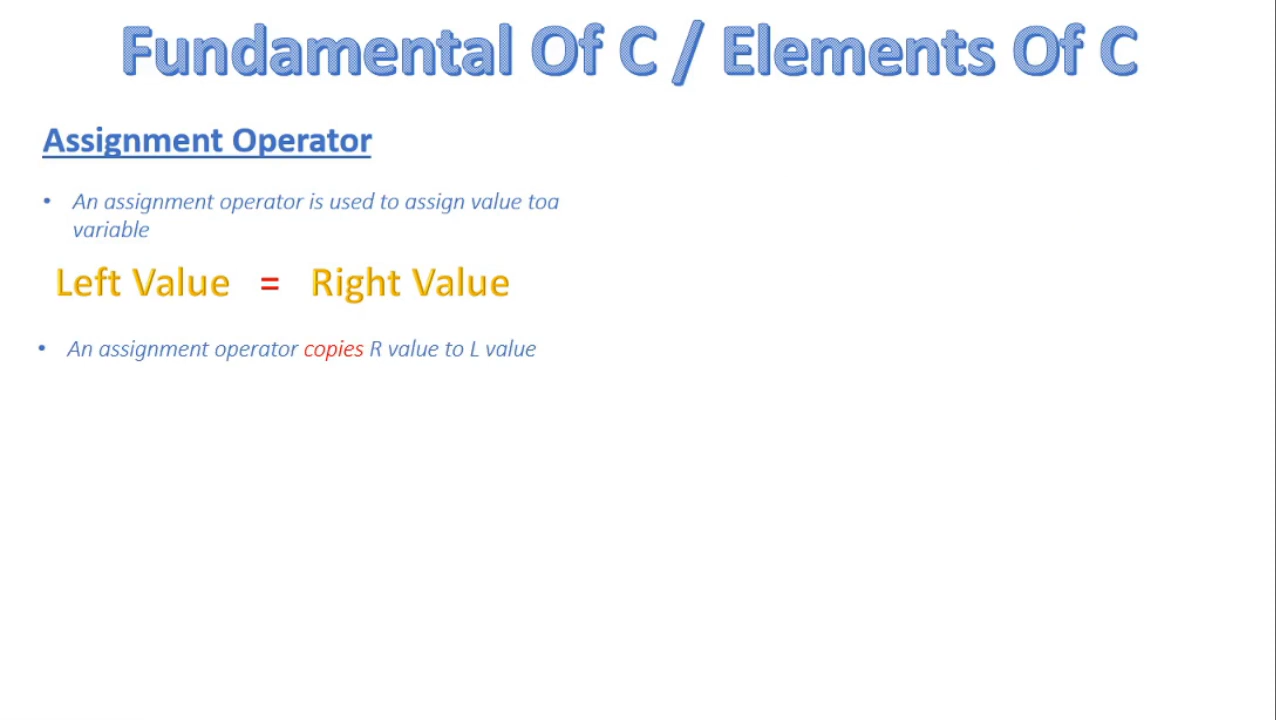 Fundamental Of C / Elements Of C
Assignment Operator
• An assignment operator is used to assign value toa
variable
Left Value = Right Value
• An assignment operator copies R value to L value